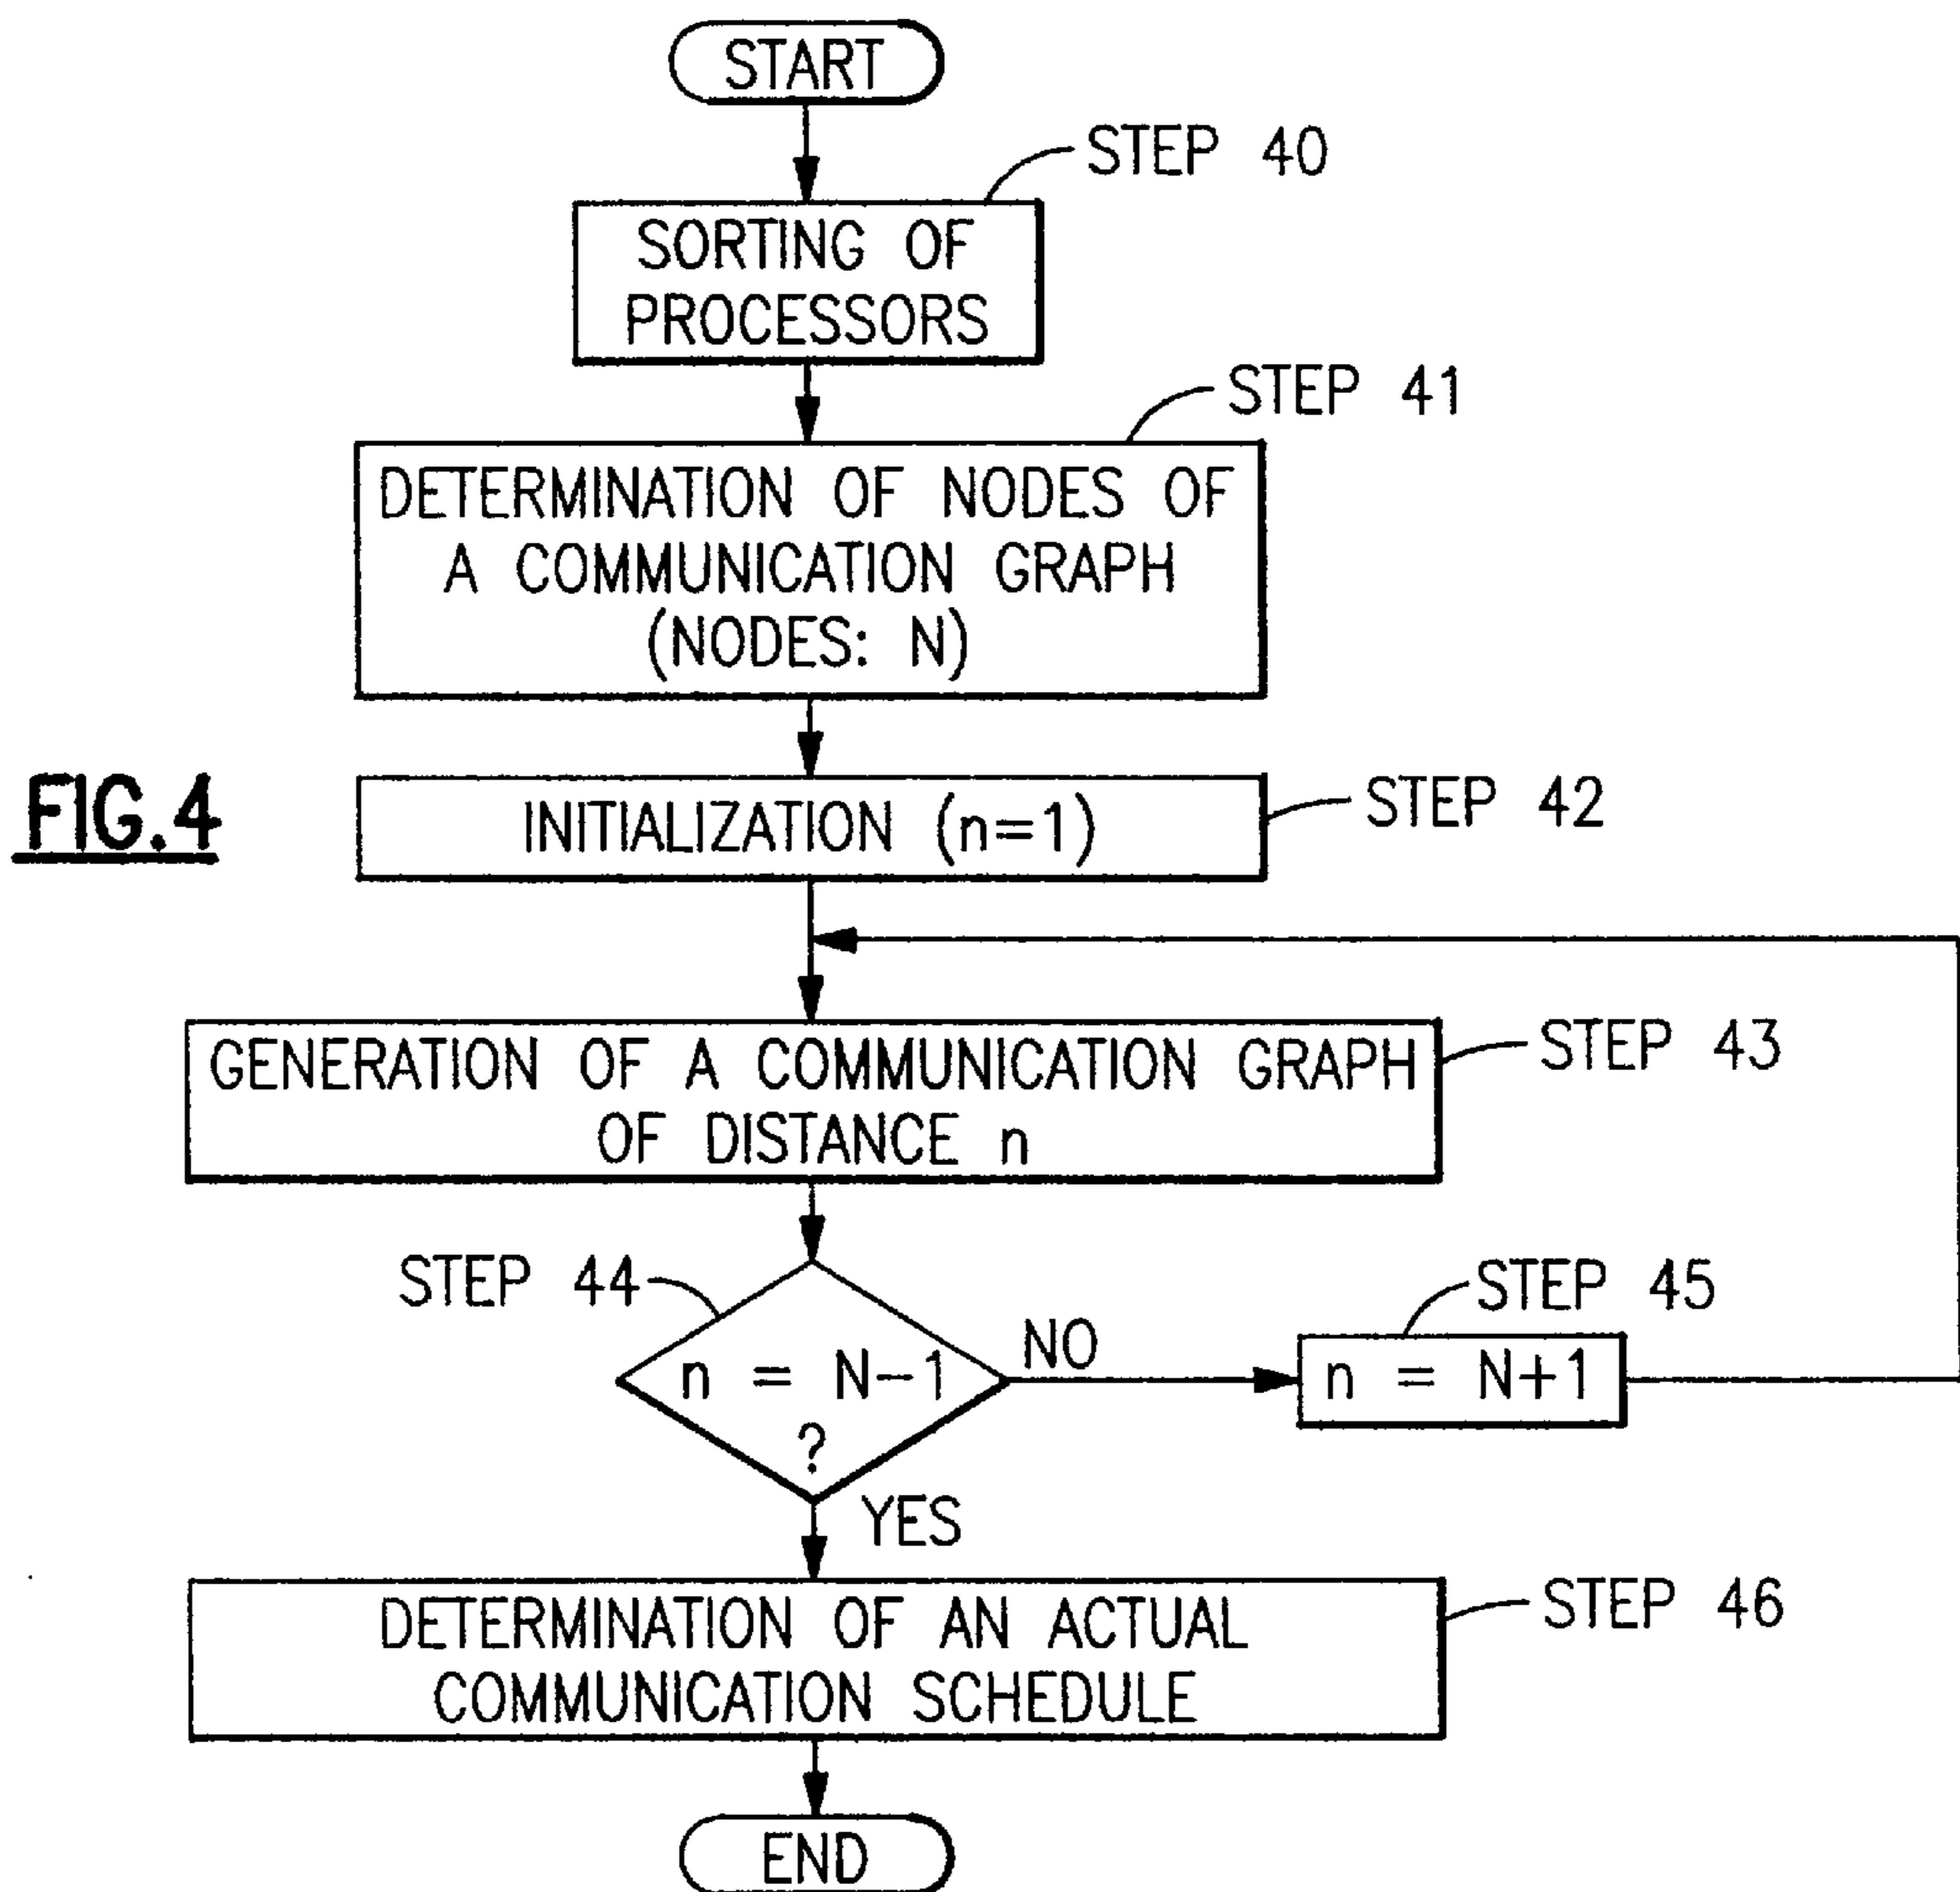 START
STEP 40
SORTING OF
PROCESSORS
STEP 41
DETERMINATION OF NODES OF
A COMMUNICATION GRAPH
(NODES: N)
FIG.4
INITIALIZATION (n=1)
STEP 42
GENERATION OF A COMMUNICATION GRAPH
OF DISTANCE n
STEP 43
STEP 44
n = N-1
?
NO
STEP 45
n = N+1
YES
DETERMINATION OF AN ACTUAL
COMMUNICATION SCHEDULE
STEP 46
END